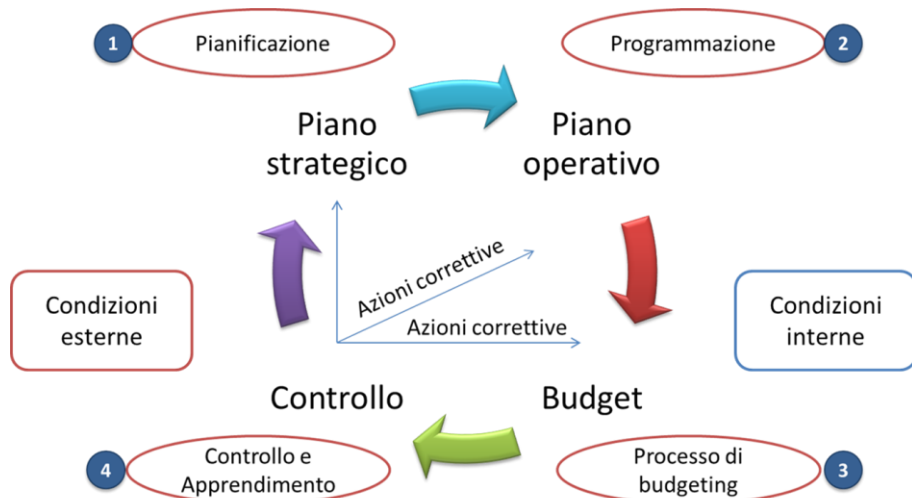 1
Pianificazione
Programmazione
2
Piano
strategico
Piano
operativo
Azioni correttive
Azioni correttive
Condizioni
esterne
Condizioni
interne
Controllo
Budget
4
Controllo e
Apprendimento
Processo di
budgeting
3